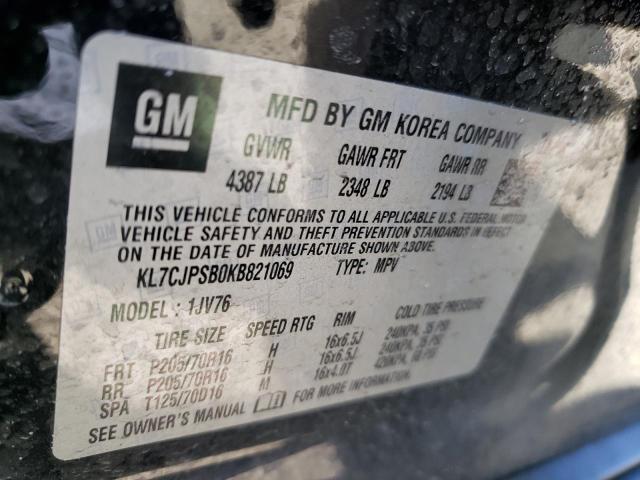 GM
MFD BY GM KOREA COMPANY
GVWR GAWR FRT GAWR RR
4387 LB 2348 LB 2194 LB
THIS VEHICLE CONFORMS TO ALL APPLICABLE U.S. FEDERAL MOTOR
VEHICLE SAFETY AND THEFT PREVENTION STANDARDS IN EFFECT
ON THE DATE OF MANUFACTURE SHOWN ABOVE.
KL7CJPSB0KB821069 TYPE: MPV
MODEL : 1JV76
TIRE SIZE SPEED RTG RIM COLD TIRE PRESSURE
FRT P205/70R16 H 16x6.5J 240KPA, 35 PSI
RR P205/70R16 H 16x6.5J 240KPA, 35 PSI
SPA T125/70D16 M 16x4.0T 420KPA, 60 PSI
SEE OWNER'S MANUAL FOR MORE INFORMATION.